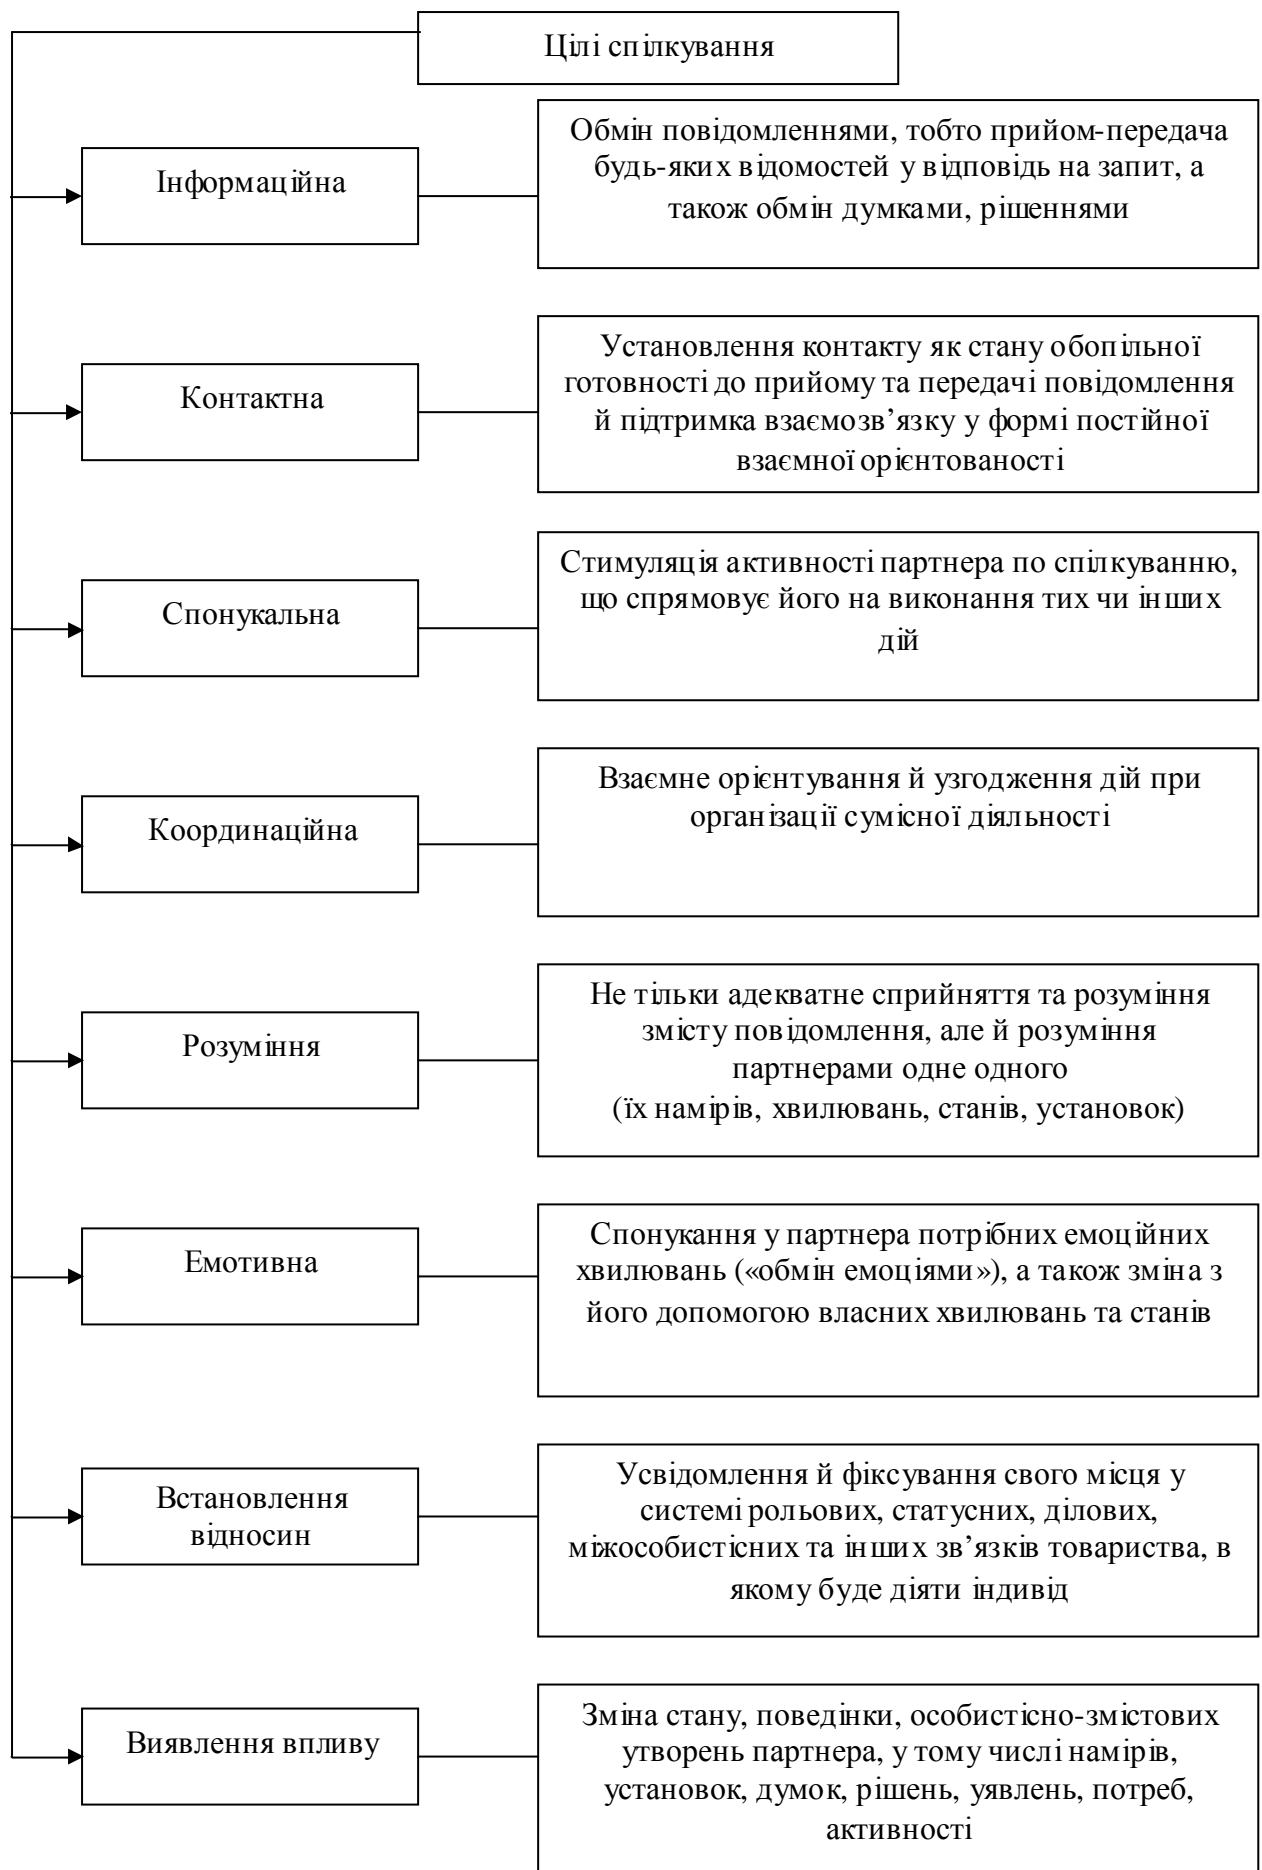 Цілі спілкування
Інформаційна
Обмін повідомленнями, тобто прийом-передача
будь-яких відомостей у відповідь на запит, а
також обмін думками, рішеннями
Контактна
Установлення контакту як стану обопільної
готовності до прийому та передачі повідомлення
й підтримка взаємозв’язку у формі постійної
взаємної орієнтованості
Спонукальна
Стимуляція активності партнера по спілкуванню,
що спрямовує його на виконання тих чи інших
дій
Координаційна
Взаємне орієнтування й узгодження дій при
організації сумісної діяльності
Розуміння
Не тільки адекватне сприйняття та розуміння
змісту повідомлення, але й розуміння
партнерами одне одного
(їх намірів, хвилювань, станів, установок)
Емотивна
Спонукання у партнера потрібних емоційних
хвилювань («обмін емоціями»), а також зміна з
його допомогою власних хвилювань та станів
Встановлення
відносин
Усвідомлення й фіксування свого місця у
системі рольових, статусних, ділових,
міжособистісних та інших зв’язків товариства, в
якому буде діяти індивід
Виявлення впливу
Зміна стану, поведінки, особистісно-змістових
утворень партнера, у тому числі намірів,
установок, думок, рішень, уявлень, потреб,
активності